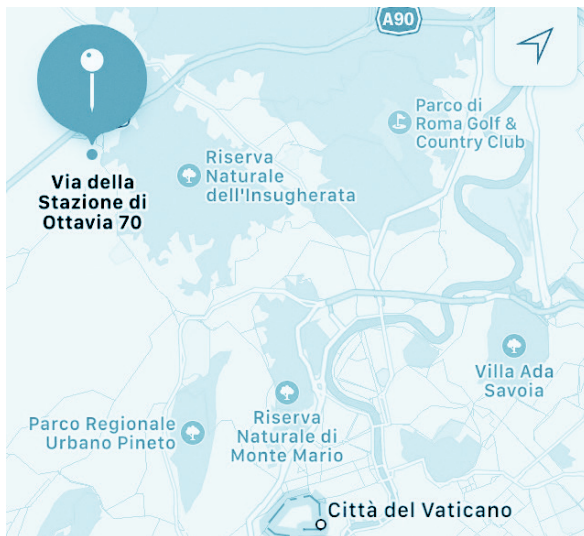 A90
Parco di
Roma Golf &
Country Club
Riserva
Naturale
dell'Insugherata
Via della
Stazione di
Ottavia 70
Villa Ada
Savoia
Parco Regionale
Urbano Pineto
Riserva
Naturale di
Monte Mario
Città del Vaticano